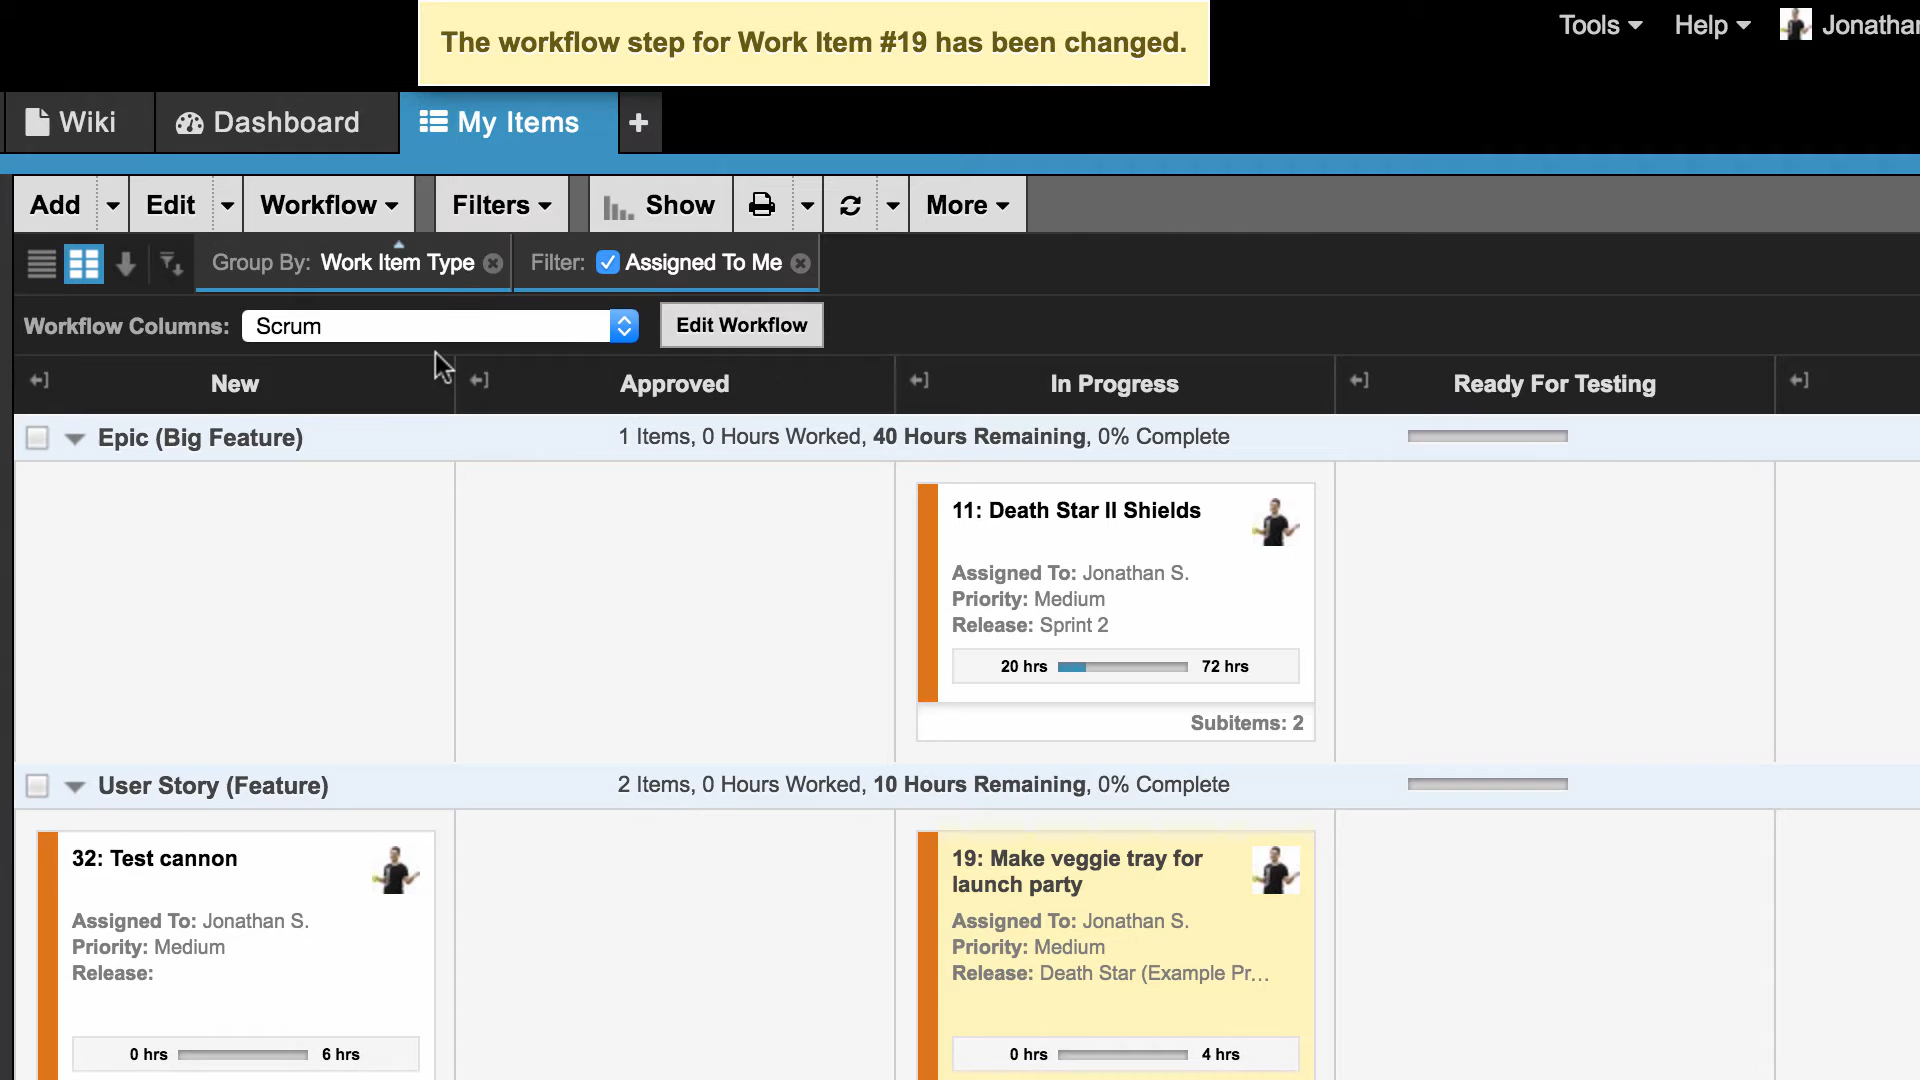 The workflow step for Work Item #19 has been changed.
Tools Help Jonathan
Wiki Dashboard My Items +
Add Edit Workflow Filters Show More
Group By: Work Item Type Filter: Assigned To Me
Workflow Columns: Scrum Edit Workflow
New Approved In Progress Ready For Testing
Epic (Big Feature) 1 Items, 0 Hours Worked, 40 Hours Remaining, 0% Complete
11: Death Star II Shields
Assigned To: Jonathan S.
Priority: Medium
Release: Sprint 2
20 hrs 72 hrs
Subitems: 2
User Story (Feature) 2 Items, 0 Hours Worked, 10 Hours Remaining, 0% Complete
32: Test cannon
Assigned To: Jonathan S.
Priority: Medium
Release:
0 hrs 6 hrs
19: Make veggie tray for
launch party
Assigned To: Jonathan S.
Priority: Medium
Release: Death Star (Example Pr...
0 hrs 4 hrs